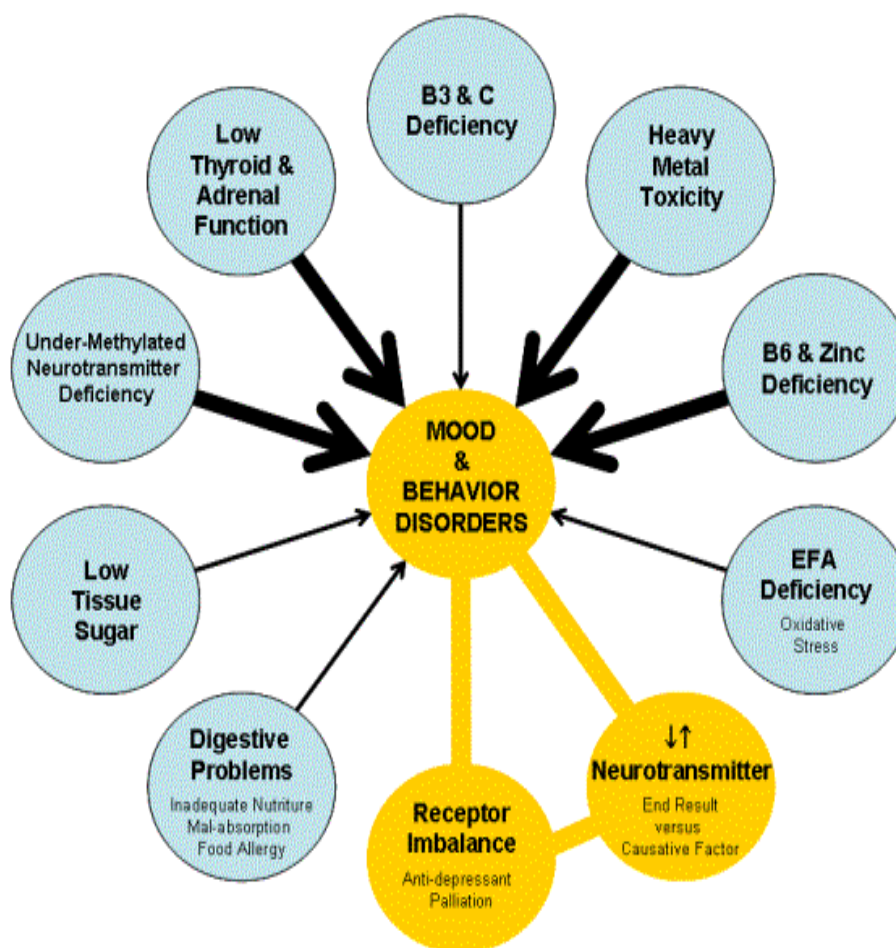 B3 & C
Deficiency
Low
Thyroid &
Adrenal
Function
Heavy
Metal
Toxicity
Under-Methylated
Neurotransmitter
Deficiency
B6 & Zinc
Deficiency
MOOD
&
BEHAVIOR
DISORDERS
Low
Tissue
Sugar
EFA
Deficiency
Oxidative
Stress
Digestive
Problems
Inadequate Nutriture
Mal-absorption
Food Allergy
Receptor
Imbalance
Anti-depressant
Palliation
↓↑
Neurotransmitter
End Result
versus
Causative Factor